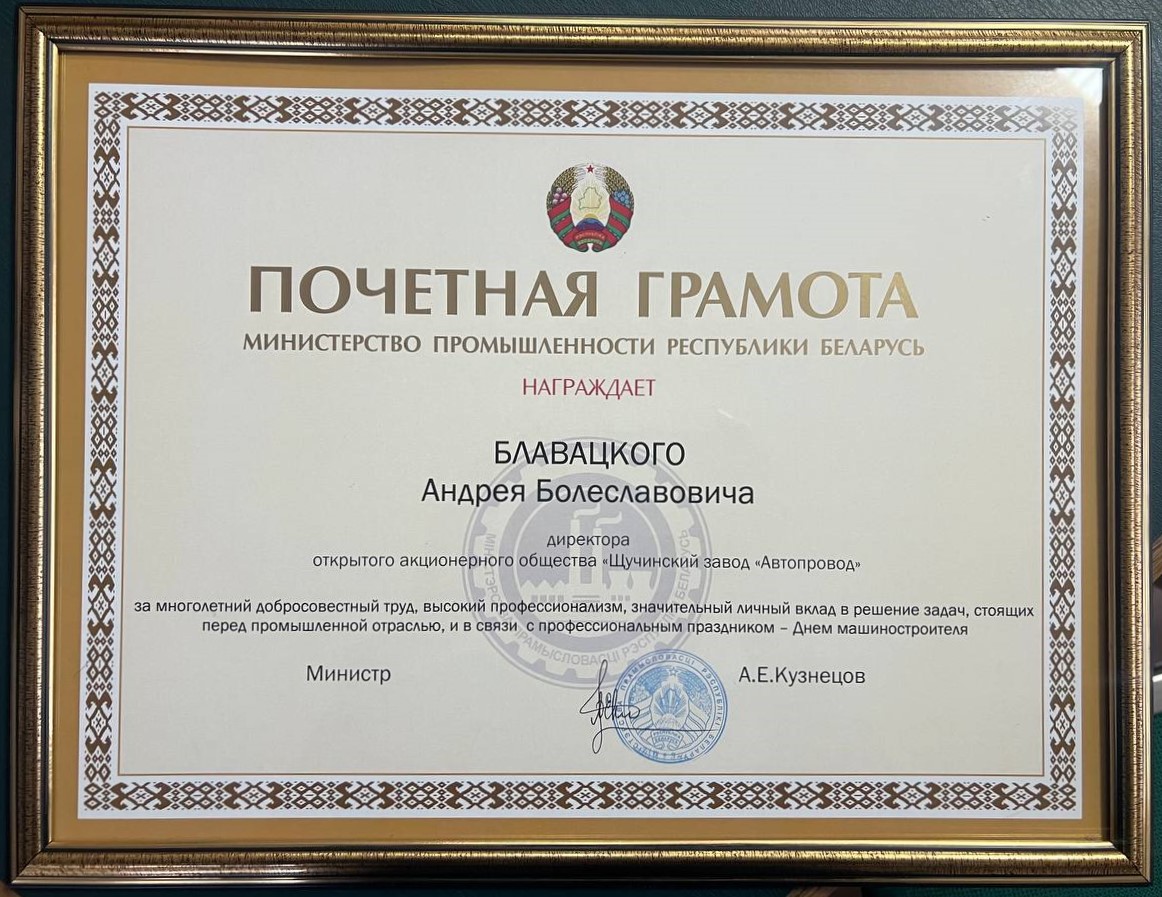 ПОЧЕТНАЯ ГРАМОТА
МИНИСТЕРСТВО ПРОМЫШЛЕННОСТИ РЕСПУБЛИКИ БЕЛАРУСЬ
НАГРАЖДАЕТ
БЛАВАЦКОГО
Андрея Болеславовича
директора
открытого акционерного общества «Щучинский завод «Автопровод»
за многолетний добросовестный труд, высокий профессионализм, значительный личный вклад в решение задач, стоящих
перед промышленной отраслью, и в связи с профессиональным праздником – Днем машиностроителя
Министр
А.Е.Кузнецов